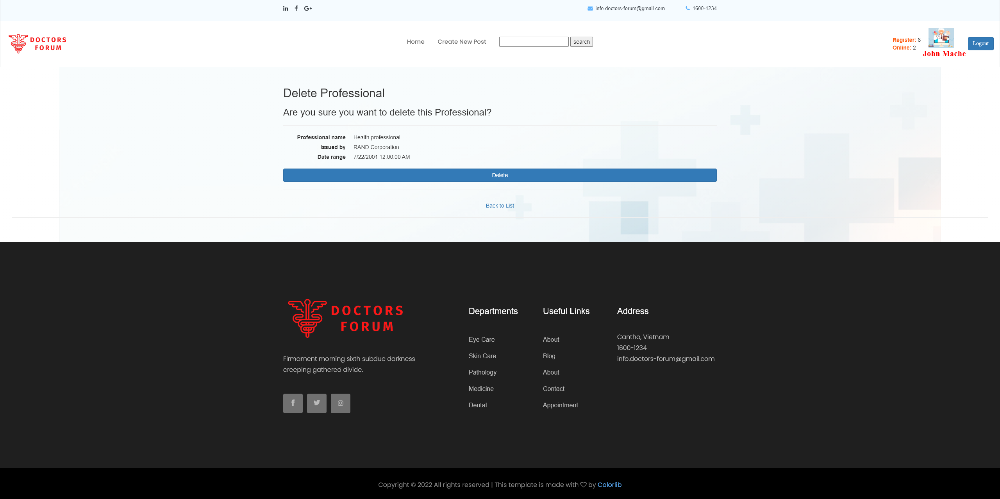 info.doctors-forum@gmail.com 1600-1234
DOCTORS
FORUM
Home Create New Post search
Register: 8
Online: 2
John Mache
Logout
Delete Professional
Are you sure you want to delete this Professional?
Professional name Health professional
Issued by RAND Corporation
Date range 7/22/2001 12:00:00 AM
Delete
Back to List
DOCTORS
FORUM
Firmament morning sixth subdue darkness
creeping gathered divide.
Departments
Eye Care
Skin Care
Pathology
Medicine
Dental
Useful Links
About
Blog
About
Contact
Appointment
Address
Cantho, Vietnam
1600-1234
info.doctors-forum@gmail.com
Copyright © 2022 All rights reserved | This template is made with ♡ by Colorlib